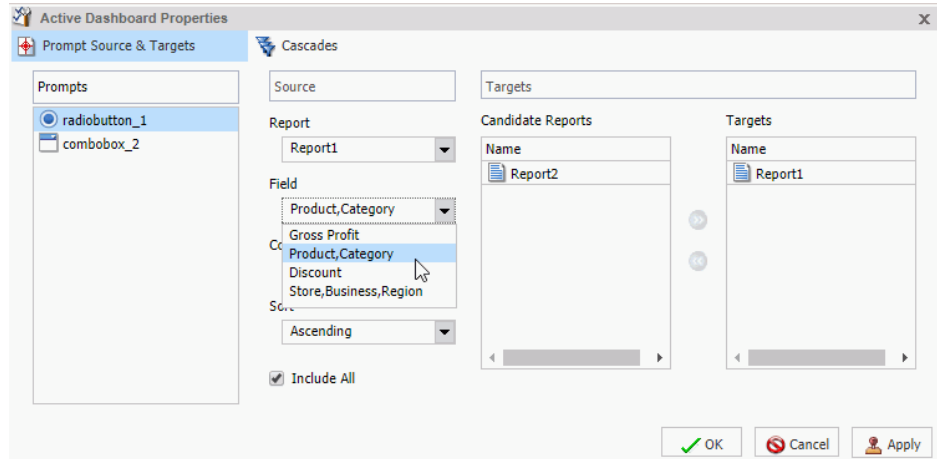 Active Dashboard Properties
x
Prompt Source & Targets
Cascades
Prompts
radiobutton_1
combobox_2
Source
Report
Report1
Field
Product,Category
Gross Profit
Product,Category
Discount
Store,Business,Region
Sort
Ascending
Include All
Targets
Candidate Reports
Name
Report2
Targets
Name
Report1
OK
Cancel
Apply